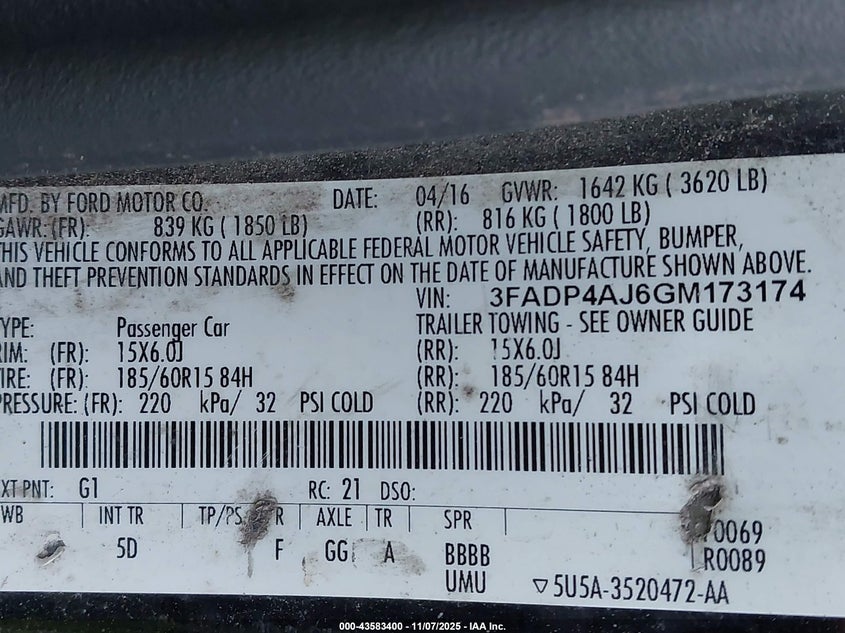 MFD. BY FORD MOTOR CO. DATE: 04/16 GVWR: 1642 KG ( 3620 LB)
GAWR: (FR): 839 KG ( 1850 LB) (RR): 816 KG ( 1800 LB)
THIS VEHICLE CONFORMS TO ALL APPLICABLE FEDERAL MOTOR VEHICLE SAFETY, BUMPER,
AND THEFT PREVENTION STANDARDS IN EFFECT ON THE DATE OF MANUFACTURE SHOWN ABOVE.
VIN: 3FADP4AJ6GM173174
YPE: Passenger Car TRAILER TOWING - SEE OWNER GUIDE
RIM: (FR): 15X6.0J (RR): 15X6.0J
IRE: (FR): 185/60R15 84H (RR): 185/60R15 84H
PRESSURE: (FR): 220 kPa/ 32 PSI COLD (RR): 220 kPa/ 32 PSI COLD
XT PNT: G1 RC: 21 DSO:
WB INT TR TP/PS R AXLE TR SPR
5D F GG A BBBB
UMU
0069
R0089
▽5U5A-3520472-AA
000-43583400 - 11/07/2025 - IAA, Inc.